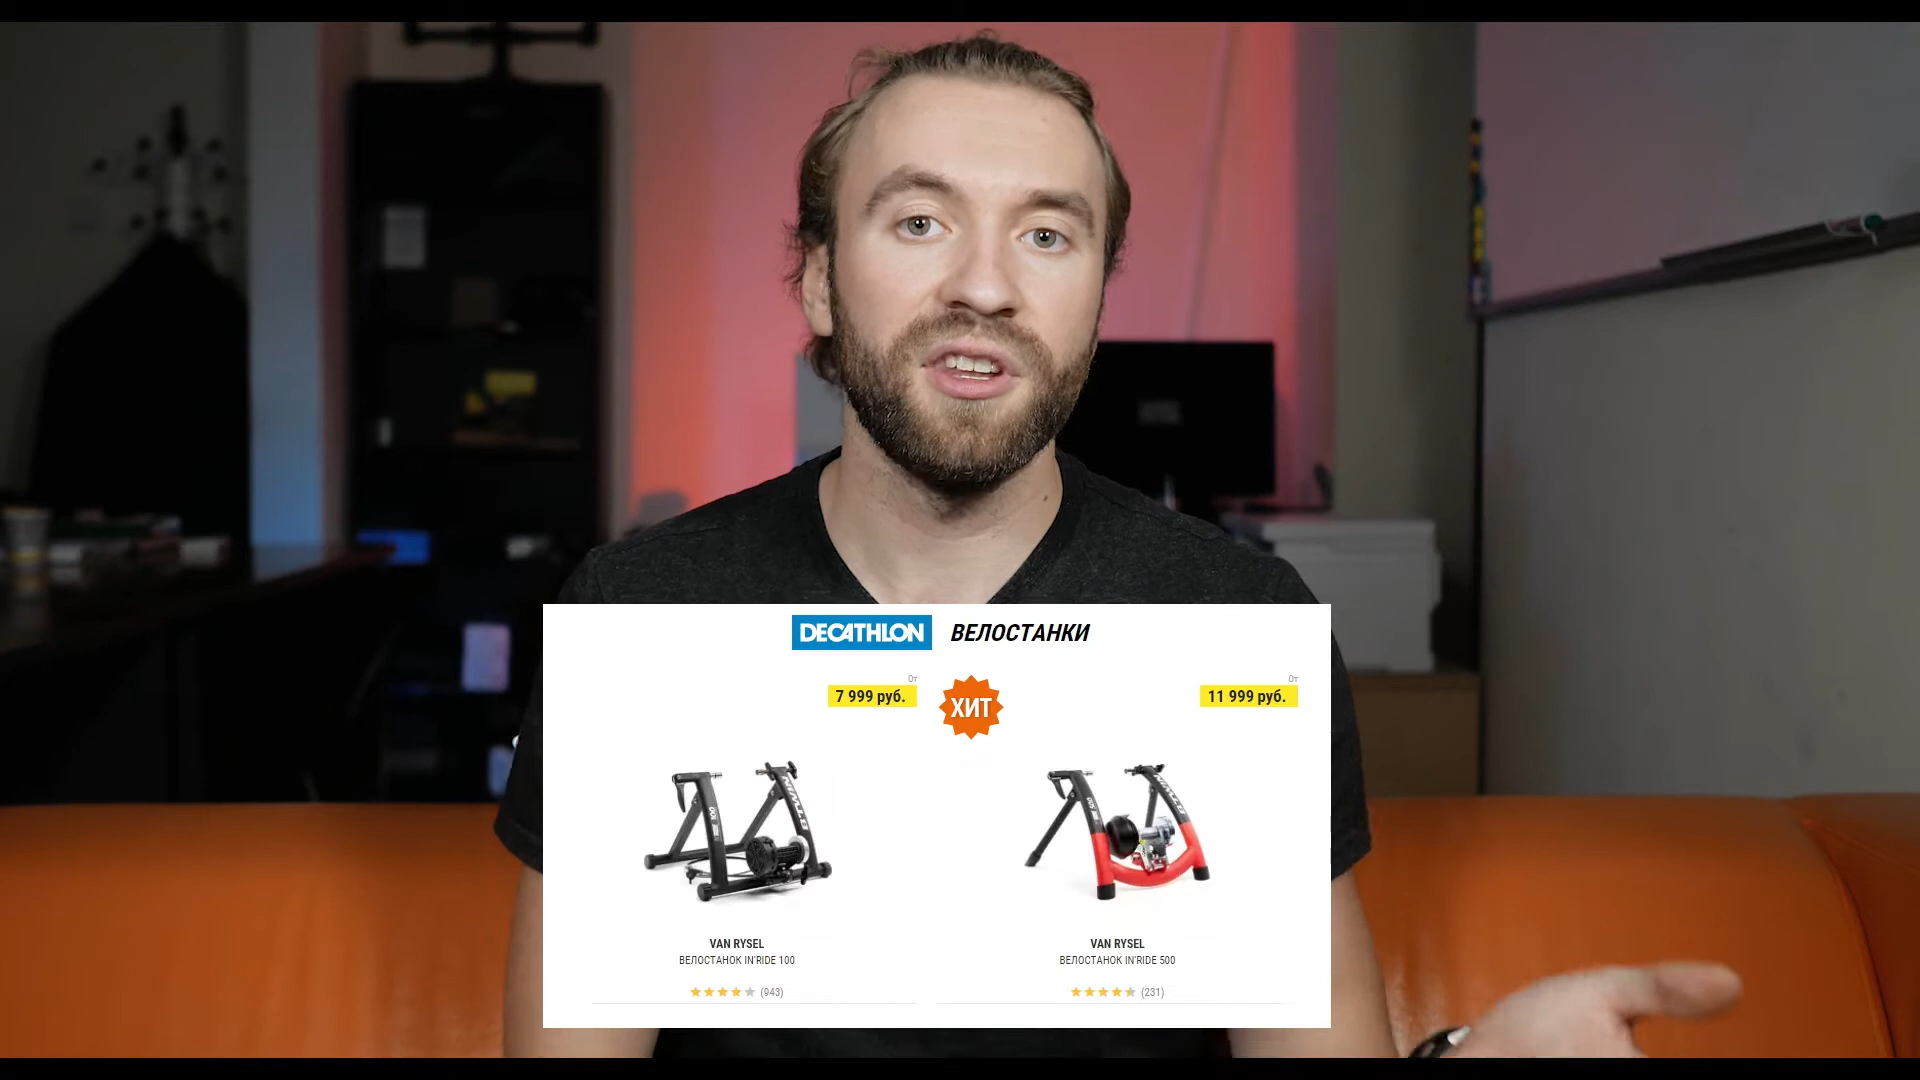 DECATHLON ВЕЛОСТАНКИ
От
7 999 руб.
ХИТ
От
11 999 руб.
VAN RYSEL
ВЕЛОСТАНОК IN'RIDE 100
(943)
VAN RYSEL
ВЕЛОСТАНОК IN'RIDE 500
(231)